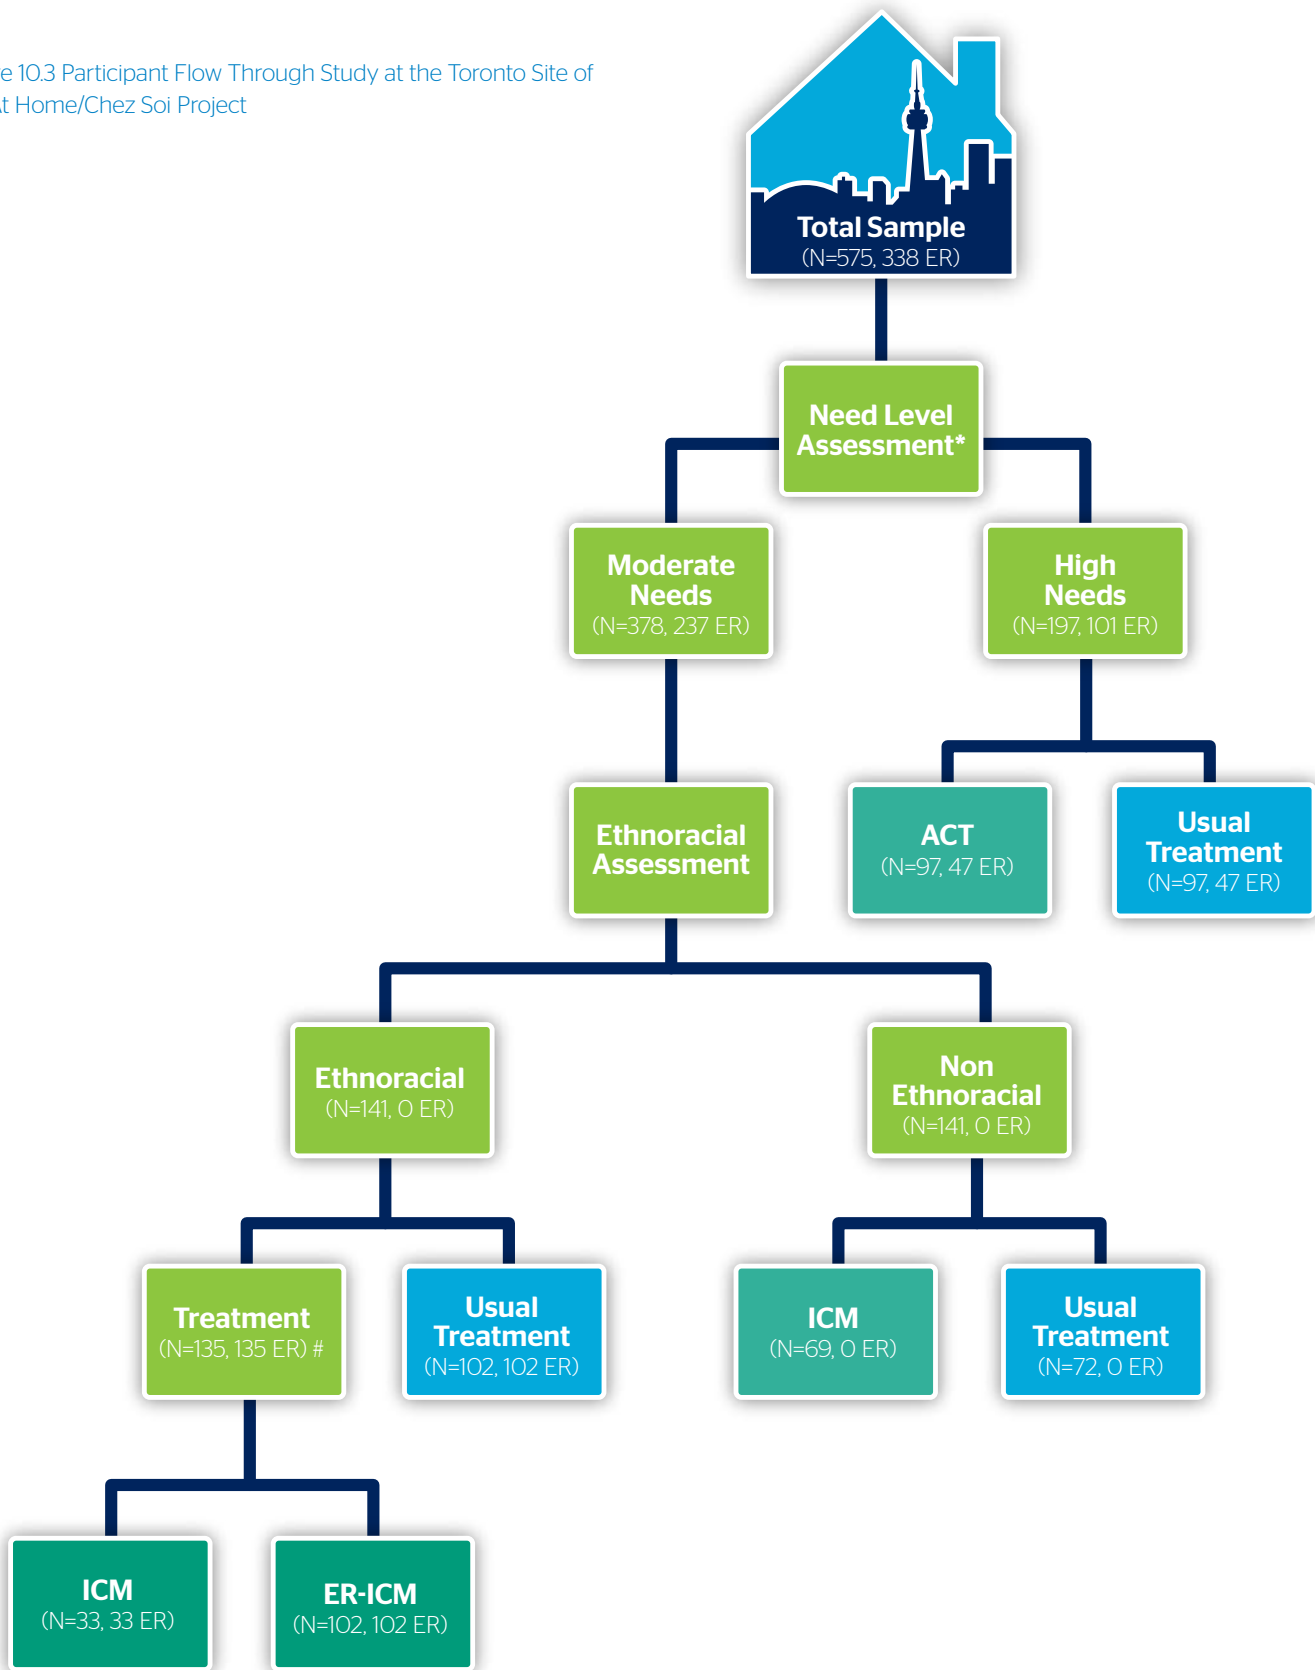 e 10.3 Participant Flow Through Study at the Toronto Site of
t Home/Chez Soi Project
Total Sample
(N=575, 338 ER)
Need Level
Assessment*
Moderate
Needs
(N=378, 237 ER)
High
Needs
(N=197, 101 ER)
Ethnoracial
Assessment
ACT
(N=97, 47 ER)
Usual
Treatment
(N=97, 47 ER)
Ethnoracial
(N=141, 0 ER)
Non
Ethnoracial
(N=141, 0 ER)
Treatment
(N=135, 135 ER) #
Usual
Treatment
(N=102, 102 ER)
ICM
(N=69, 0 ER)
Usual
Treatment
(N=72, 0 ER)
ICM
(N=33, 33 ER)
ER-ICM
(N=102, 102 ER)